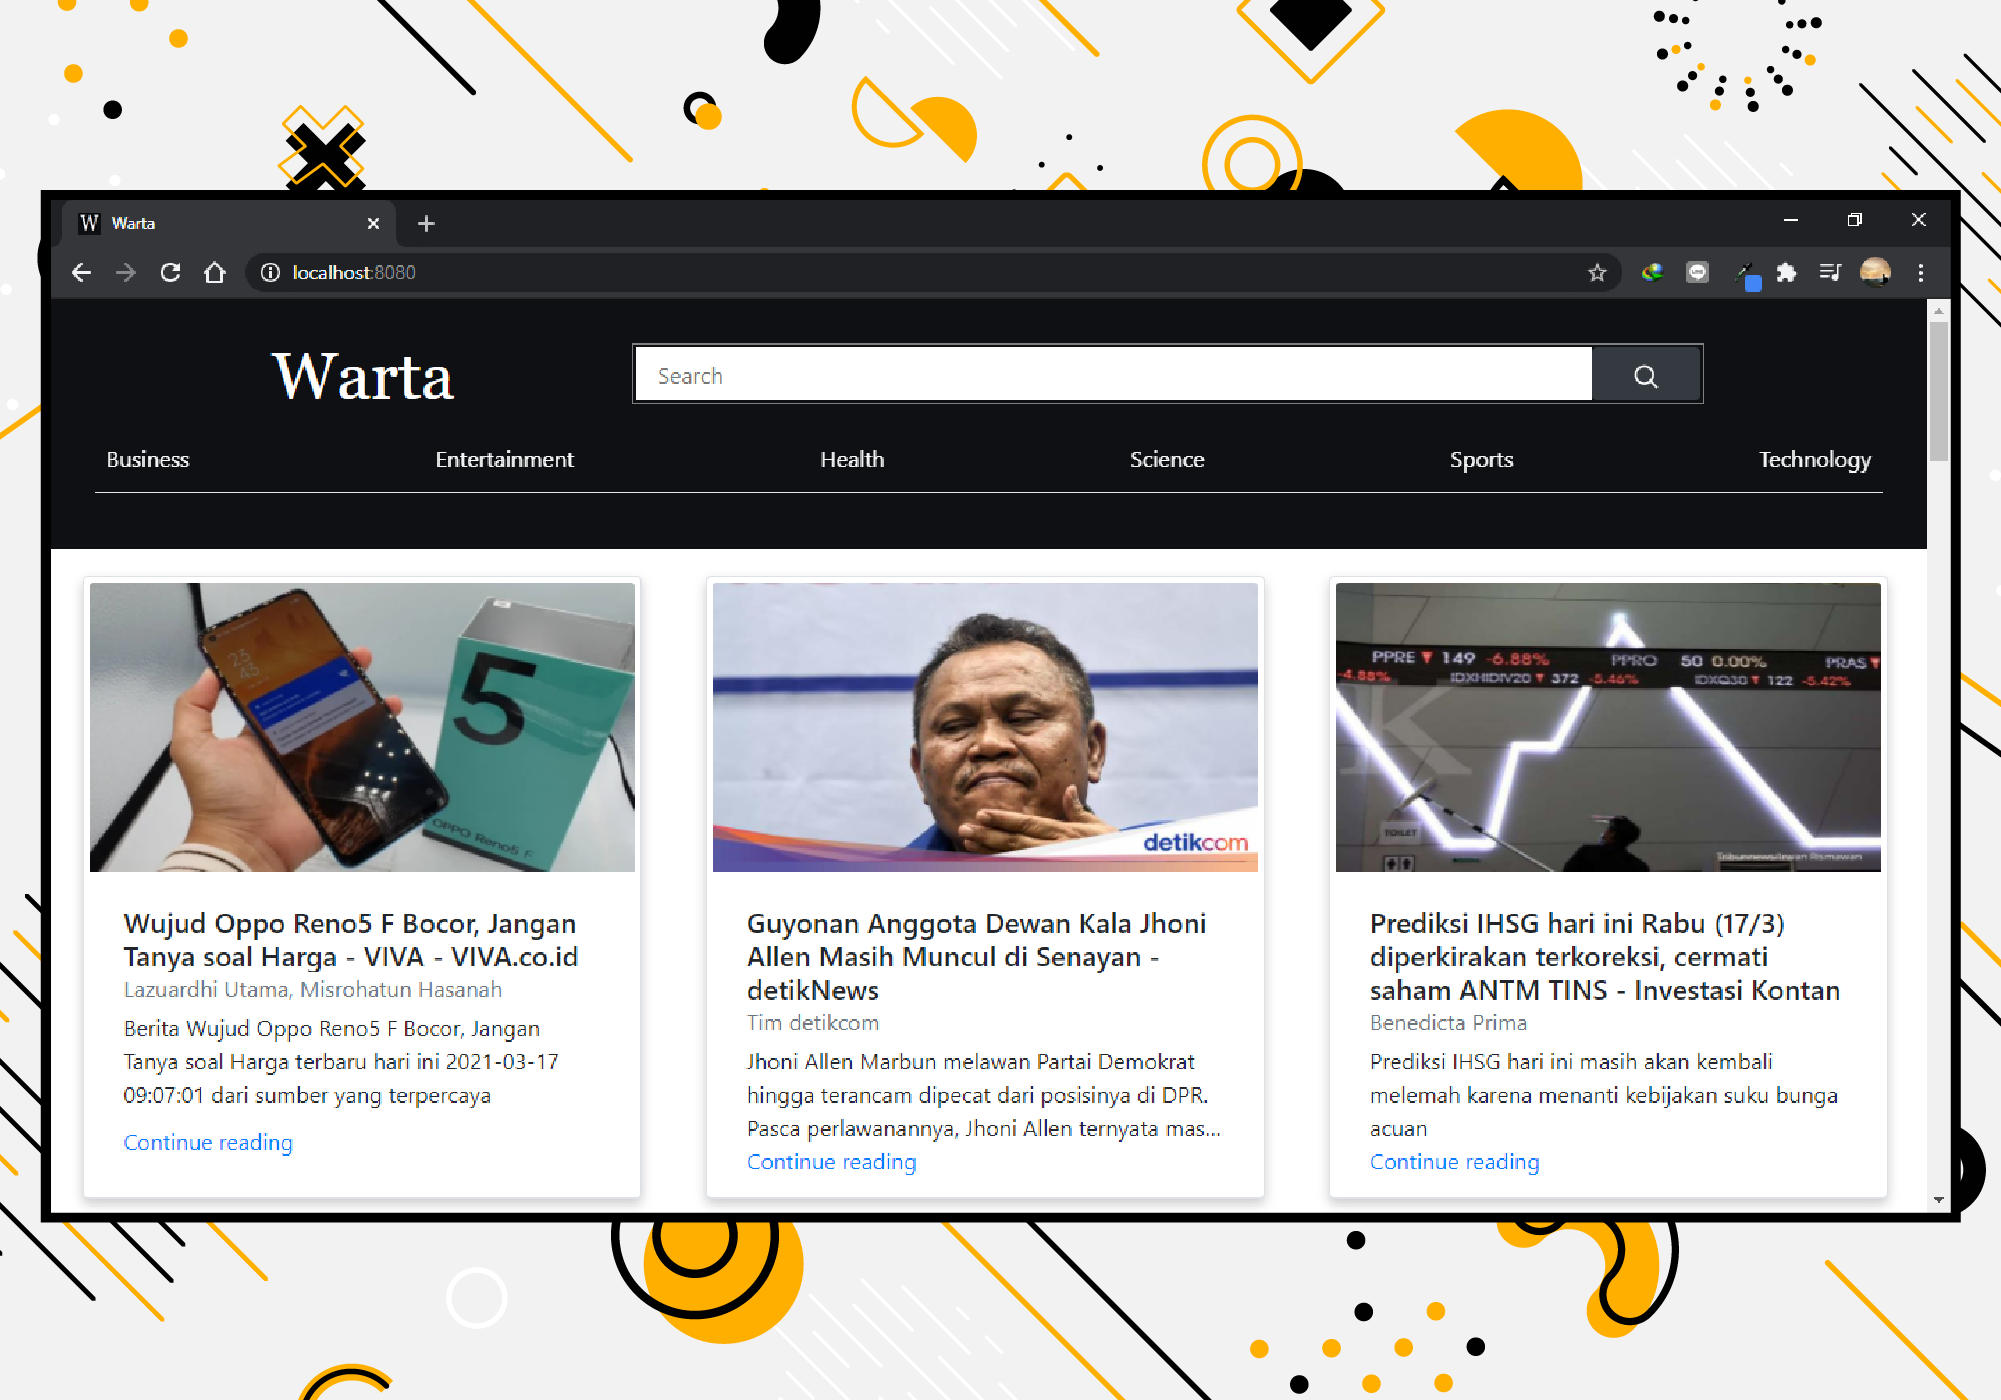 W Warta
localhost:8080
Warta
Search
Business Entertainment Health Science Sports Technology
23
43
5
OPPO Reno5 F
detikcom
PPRE ▼ 149 -6.88% PPRO 50 0.00% PRAS ▼
-4.88% IDXHIDIV20 ▼ 372 -5.46% IDXQ30 ▼ 122 -5.42%
K
TOILET
Tribunnews/Irwan Rismawan
Wujud Oppo Reno5 F Bocor, Jangan
Tanya soal Harga - VIVA - VIVA.co.id
Lazuardhi Utama, Misrohatun Hasanah
Berita Wujud Oppo Reno5 F Bocor, Jangan
Tanya soal Harga terbaru hari ini 2021-03-17
09:07:01 dari sumber yang terpercaya
Continue reading
Guyonan Anggota Dewan Kala Jhoni
Allen Masih Muncul di Senayan -
detikNews
Tim detikcom
Jhoni Allen Marbun melawan Partai Demokrat
hingga terancam dipecat dari posisinya di DPR.
Pasca perlawanannya, Jhoni Allen ternyata mas...
Continue reading
Prediksi IHSG hari ini Rabu (17/3)
diperkirakan terkoreksi, cermati
saham ANTM TINS - Investasi Kontan
Benedicta Prima
Prediksi IHSG hari ini masih akan kembali
melemah karena menanti kebijakan suku bunga
acuan
Continue reading